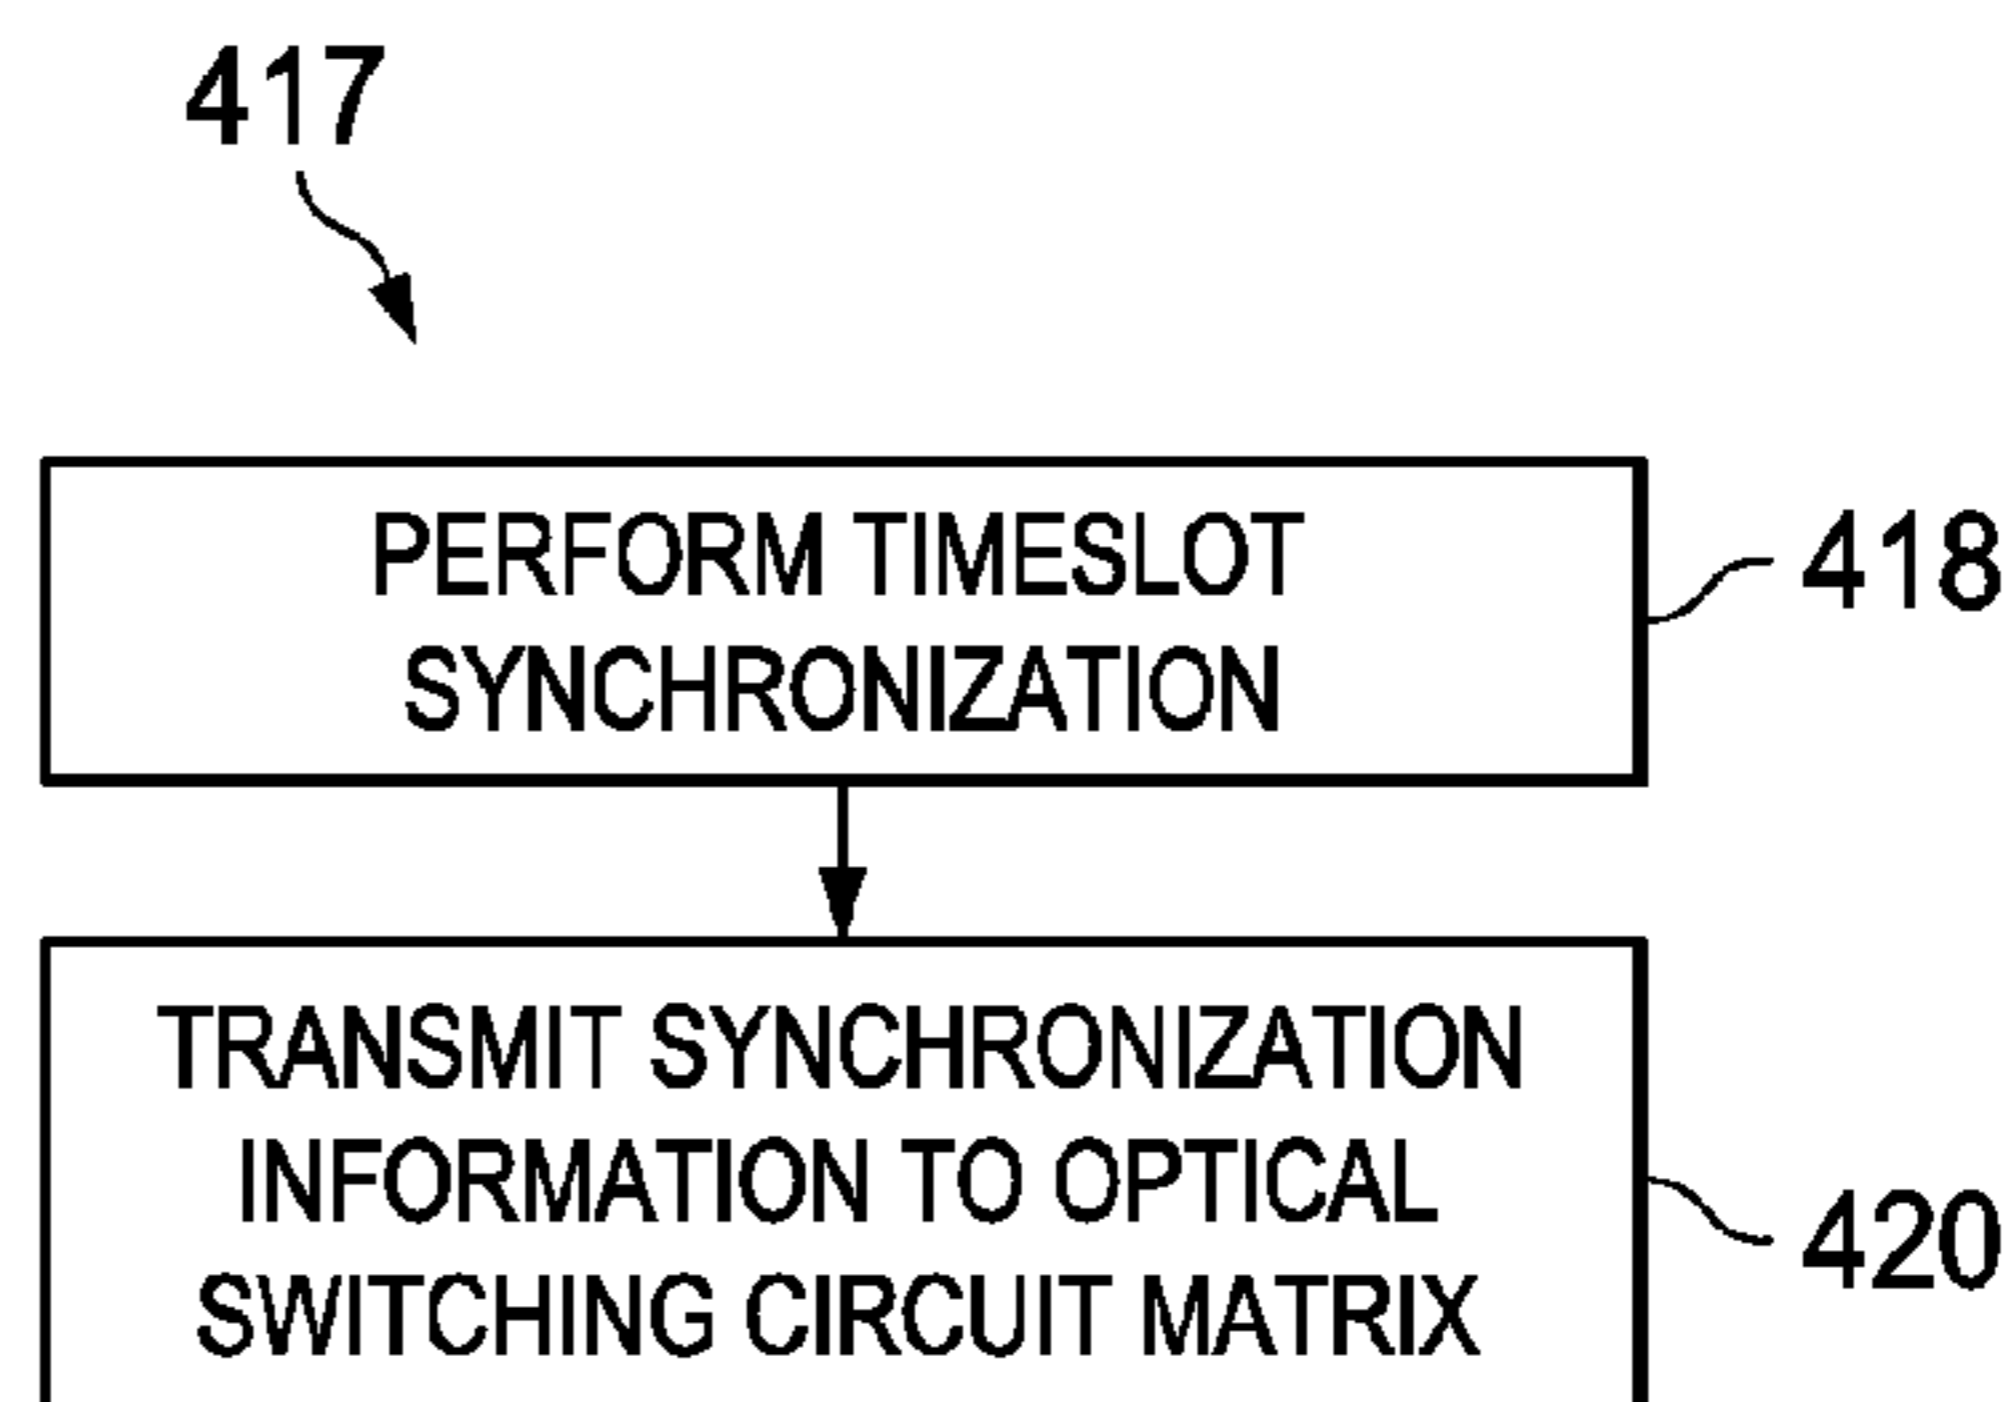 417
PERFORM TIMESLOT
SYNCHRONIZATION
418
TRANSMIT SYNCHRONIZATION
INFORMATION TO OPTICAL
SWITCHING CIRCUIT MATRIX
420